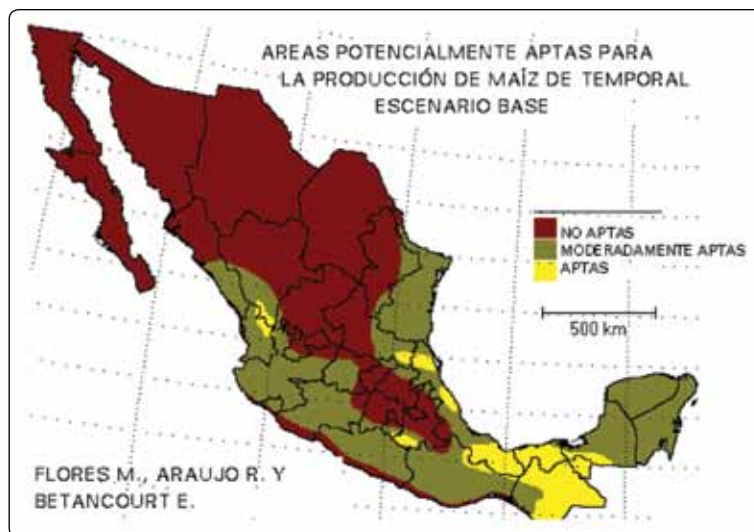 AREAS POTENCIALMENTE APTAS PARA
LA PRODUCCIÓN DE MAÍZ DE TEMPORAL
ESCENARIO BASE
NO APTAS
MODERADAMENTE APTAS
APTAS
500 km
FLORES M., ARAUJO R. Y
BETANCOURT E.